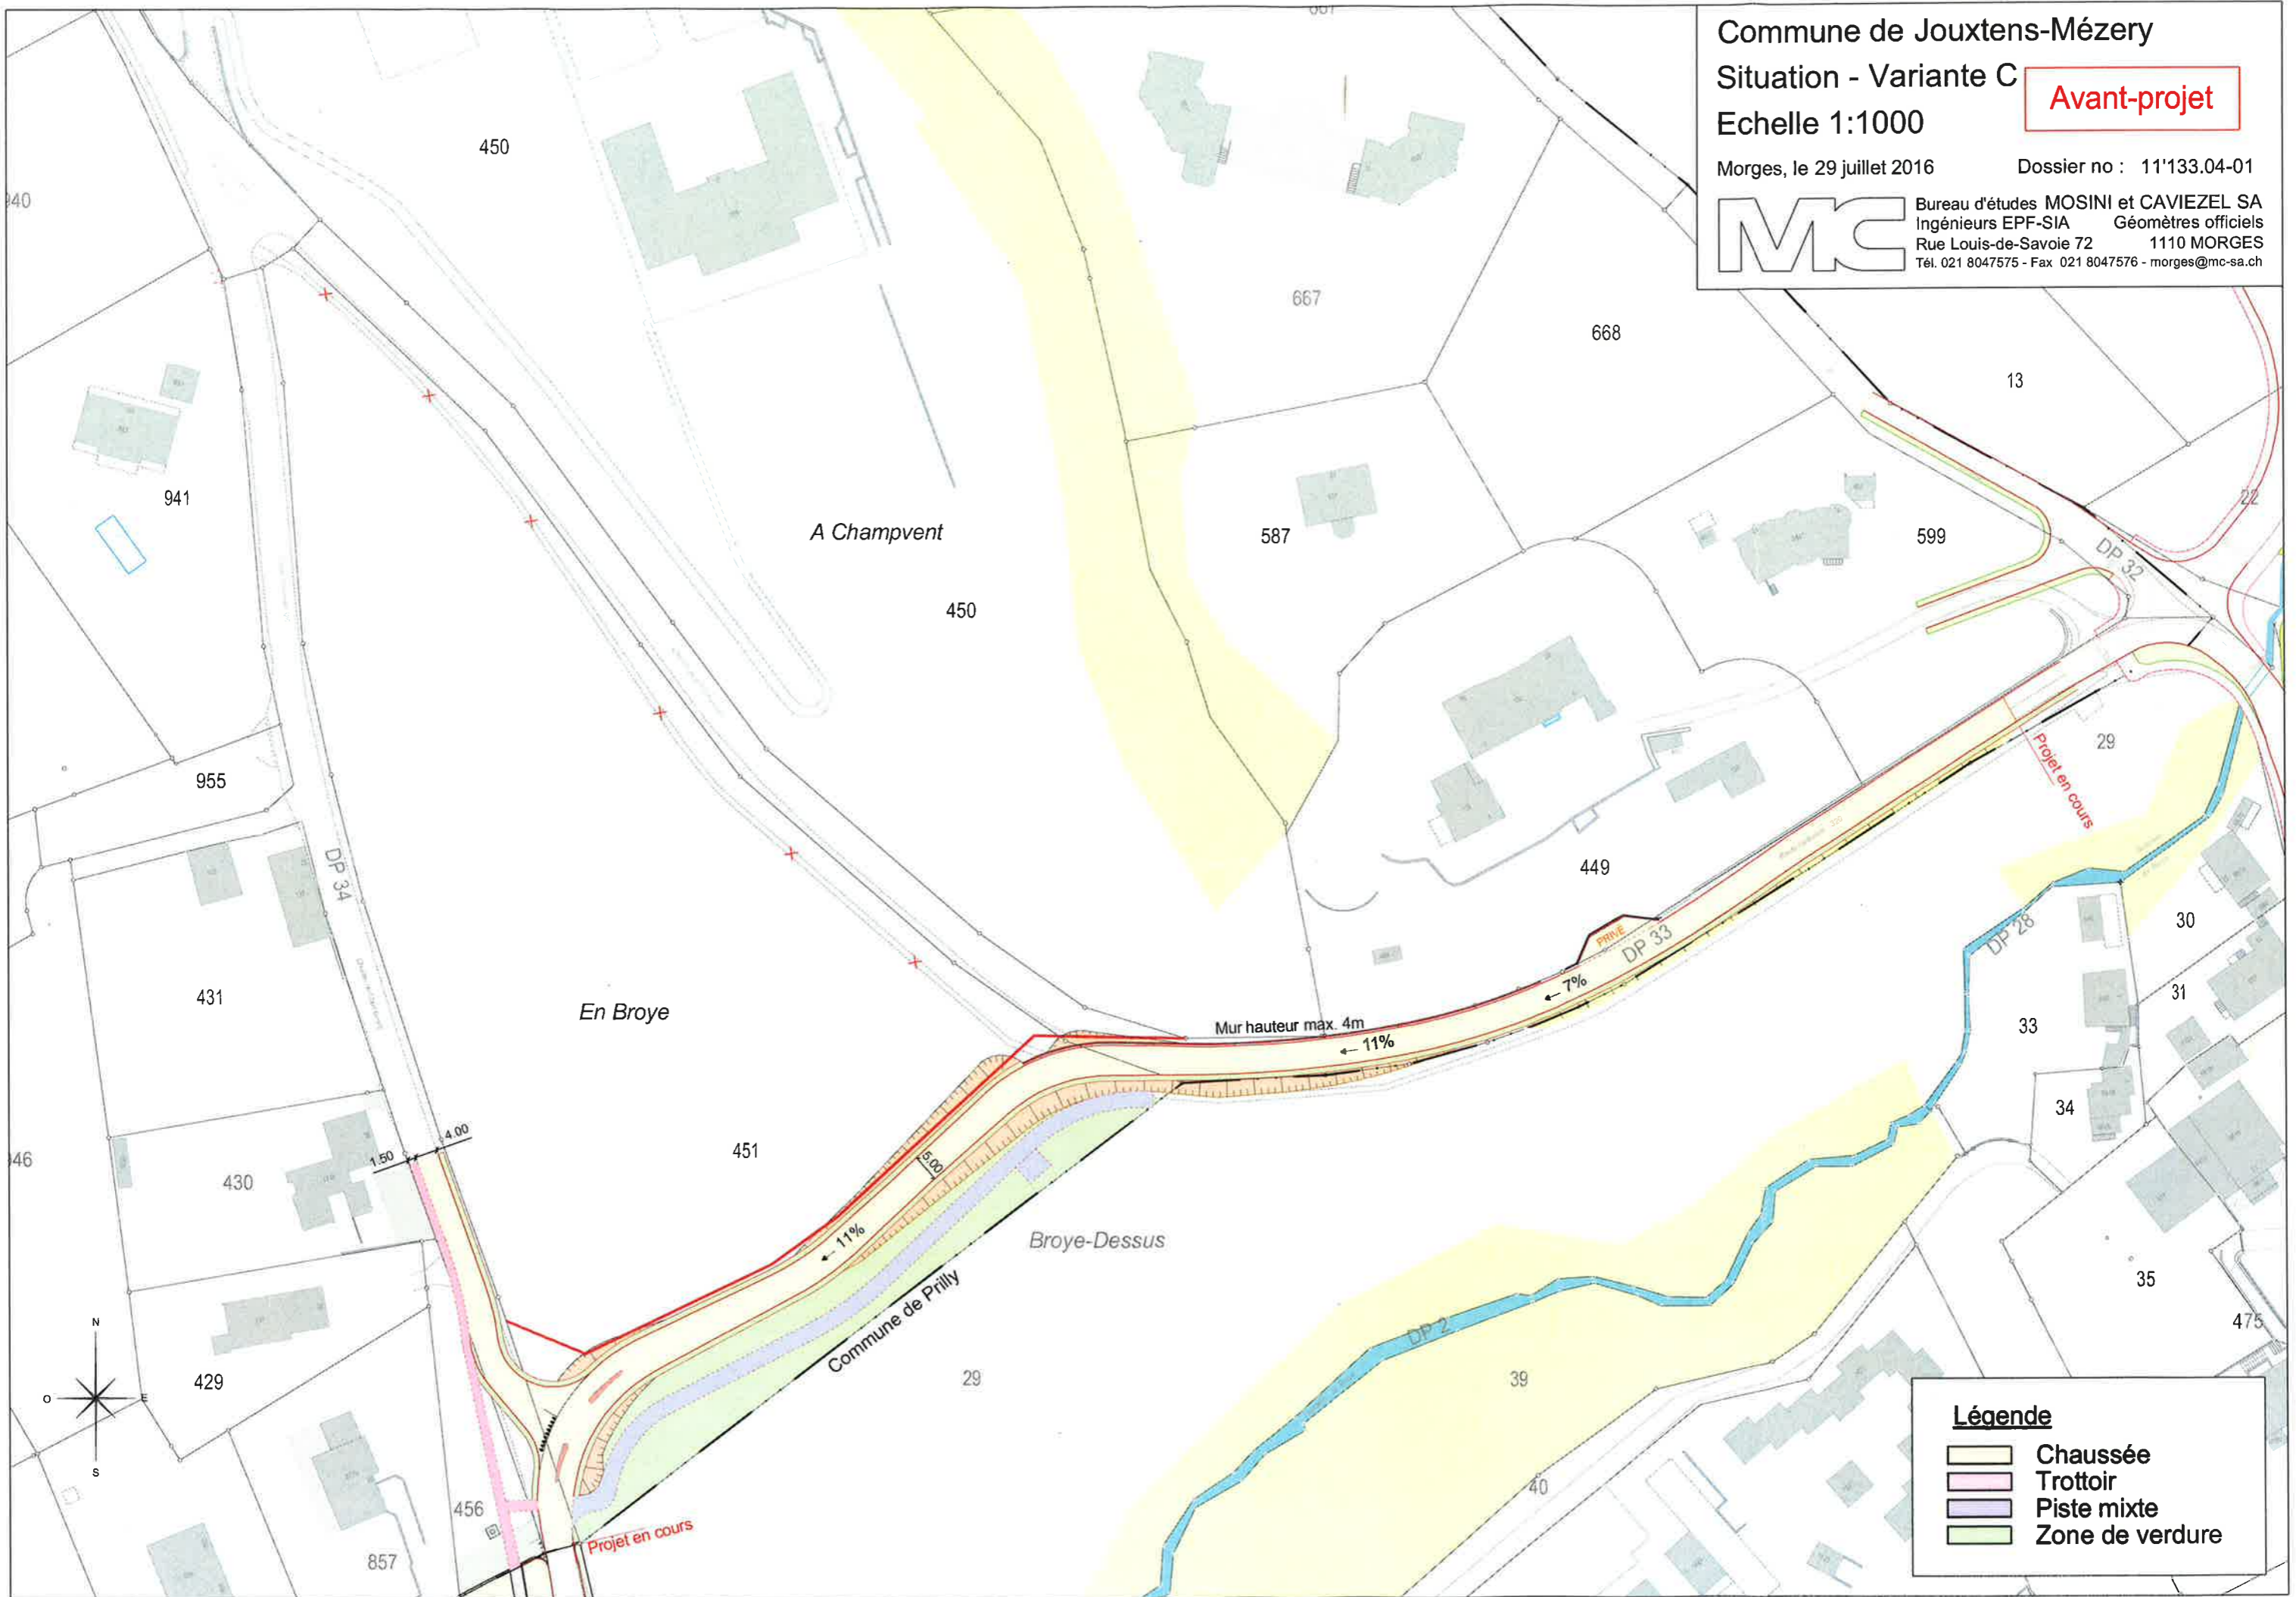 Commune de Jouxtens-Mézery
Situation - Variante C
Avant-projet
Echelle 1:1000
Morges, le 29 juillet 2016
Dossier no : 11'133.04-01
MC
Bureau d'études MOSINI et CAVIEZEL SA
Ingénieurs EPF-SIA Géomètres officiels
Rue Louis-de-Savoie 72 1110 MORGES
Tél. 021 8047575 - Fax 021 8047576 - morges@mc-sa.ch
450
667
668
13
941
A Champvent
587
599
22
DP 32
450
29
Projet en cours
955
DP 34
449
30
DP 28
PRIVÉ
DP 33
431
En Broye
7%
31
33
Mur hauteur max. 4m
11%
34
4.00
1.50
451
5.00
430
11%
Broye-Dessus
Commune de Prilly
35
475
DP 2
N
O
E
S
429
29
39
40
456
Projet en cours
857
Légende
Chaussée
Trottoir
Piste mixte
Zone de verdure